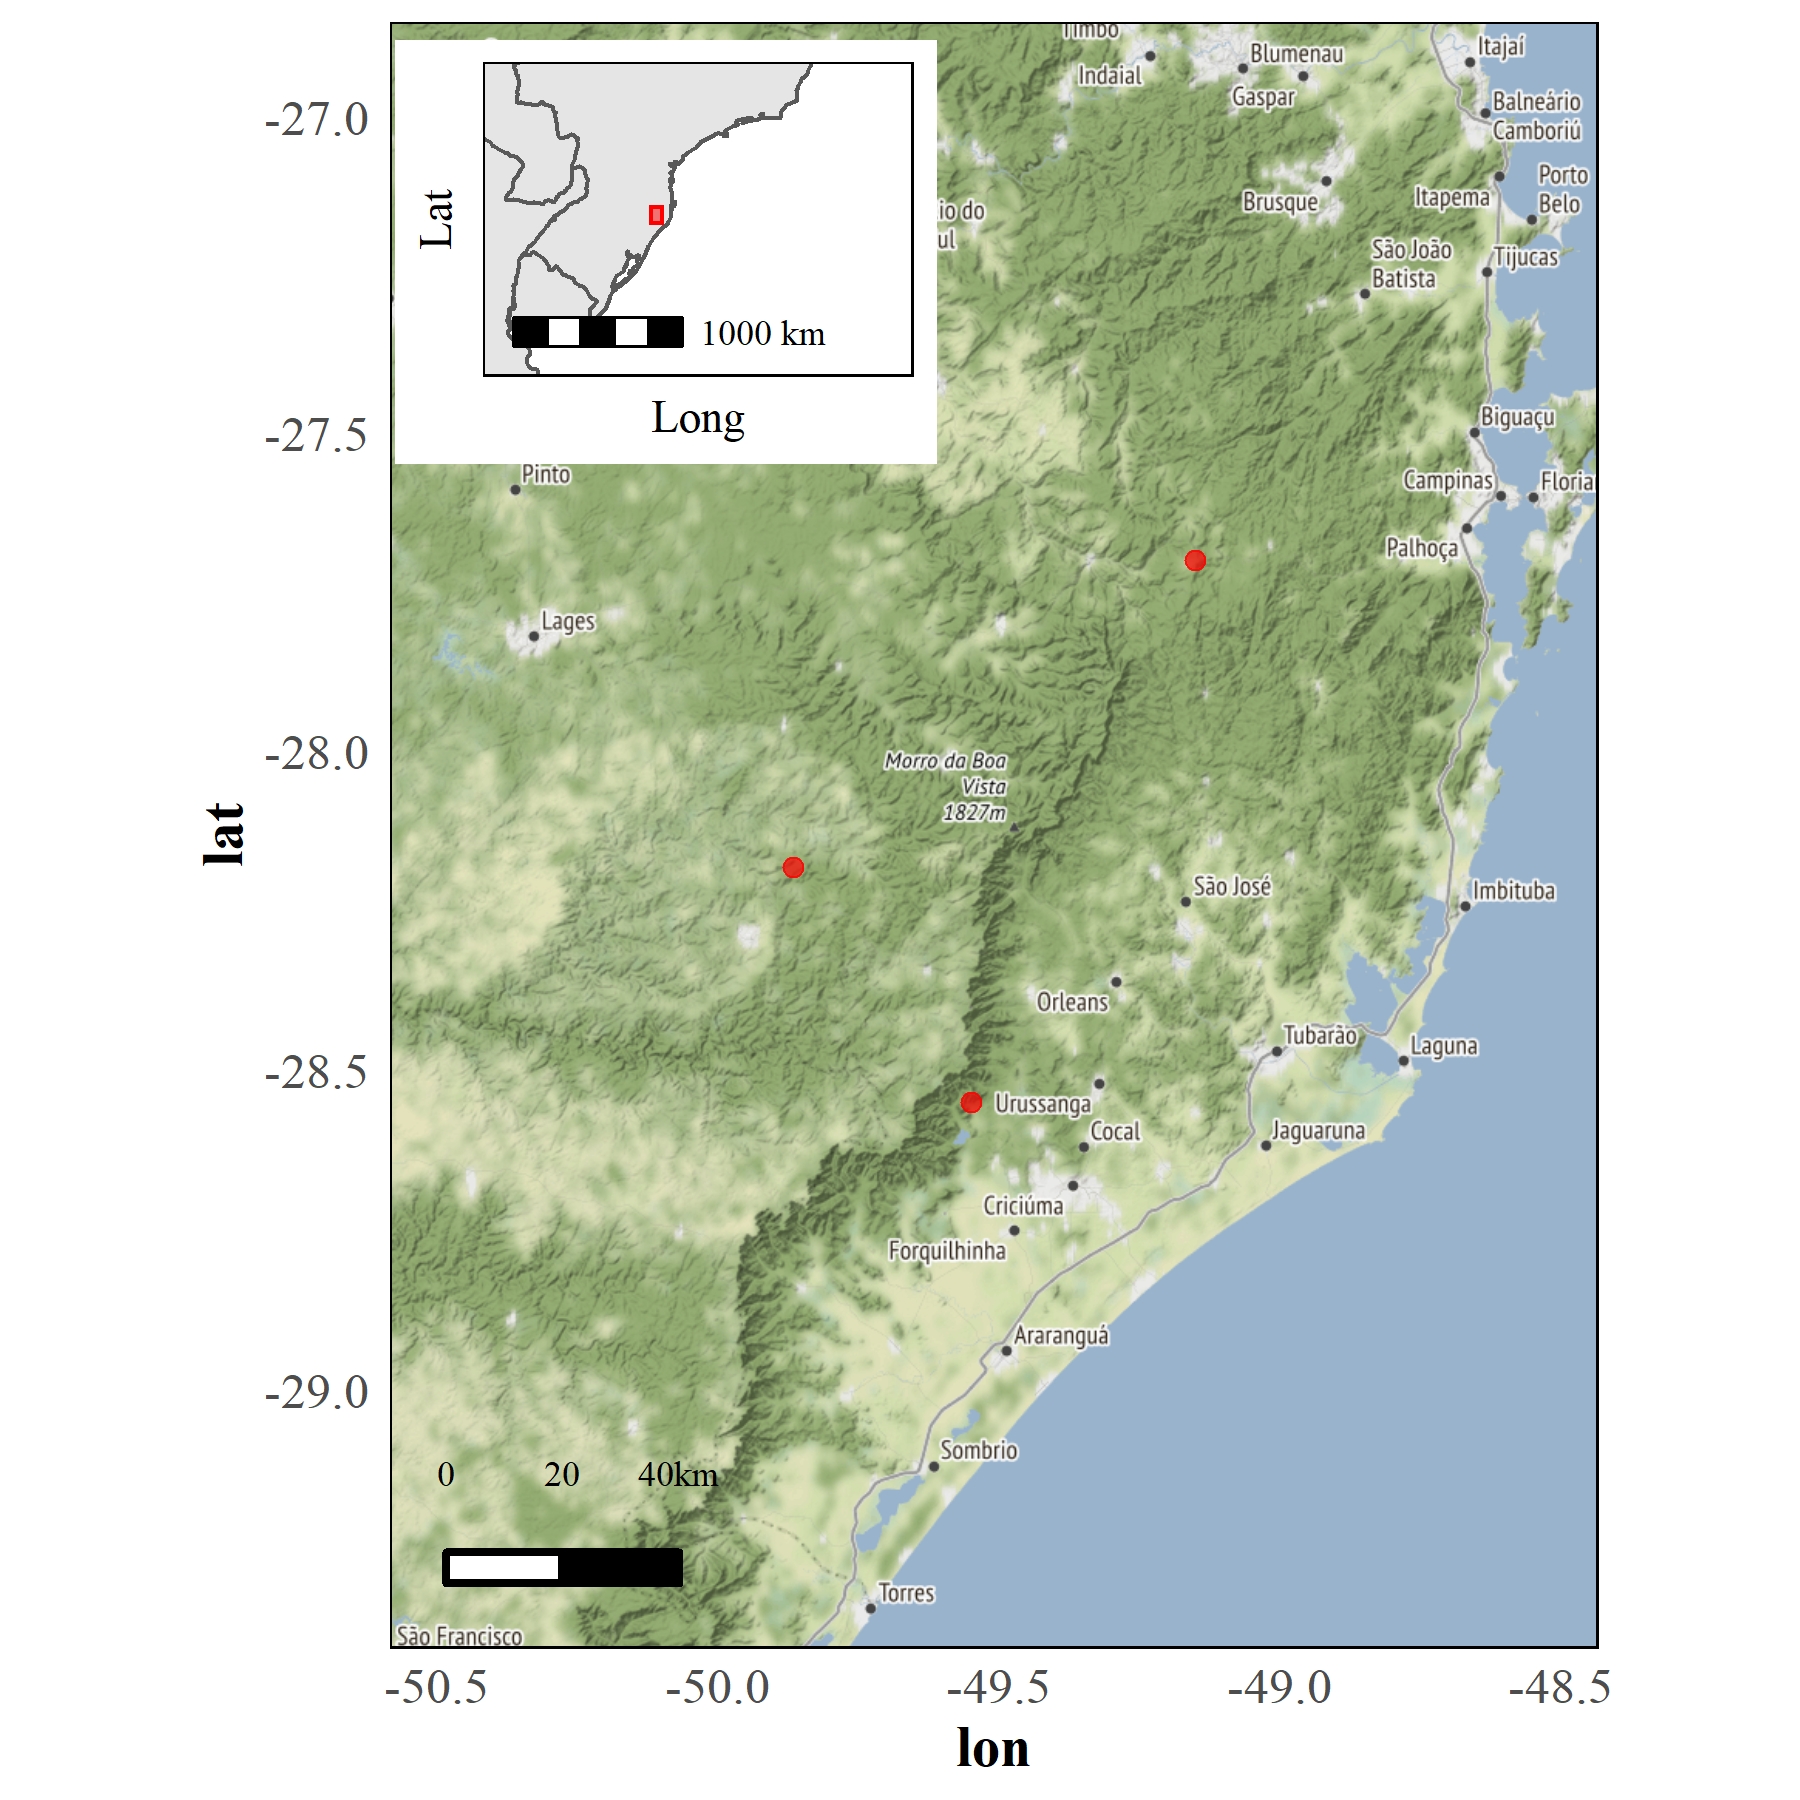 Timbo
Indaial
Blumenau
Gaspar
Itajaí
Balneário
Camboriú
Porto
Belo
Itapema
Brusque
São João
Batista
Tijucas
io do
ul
Biguaçu
Campinas
Floria
Palhoça
Pinto
Lages
Morro da Boa
Vista
1827m
São José
Imbituba
Orleans
Tubarão
Laguna
Urussanga
Cocal
Jaguaruna
Criciúma
Forquilhinha
Araranguá
Sombrio
Torres
São Francisco
Lat
Long
1000 km
0 20 40km
-27.0
-27.5
-28.0
-28.5
-29.0
lat
-50.5 -50.0 -49.5 -49.0 -48.5
lon